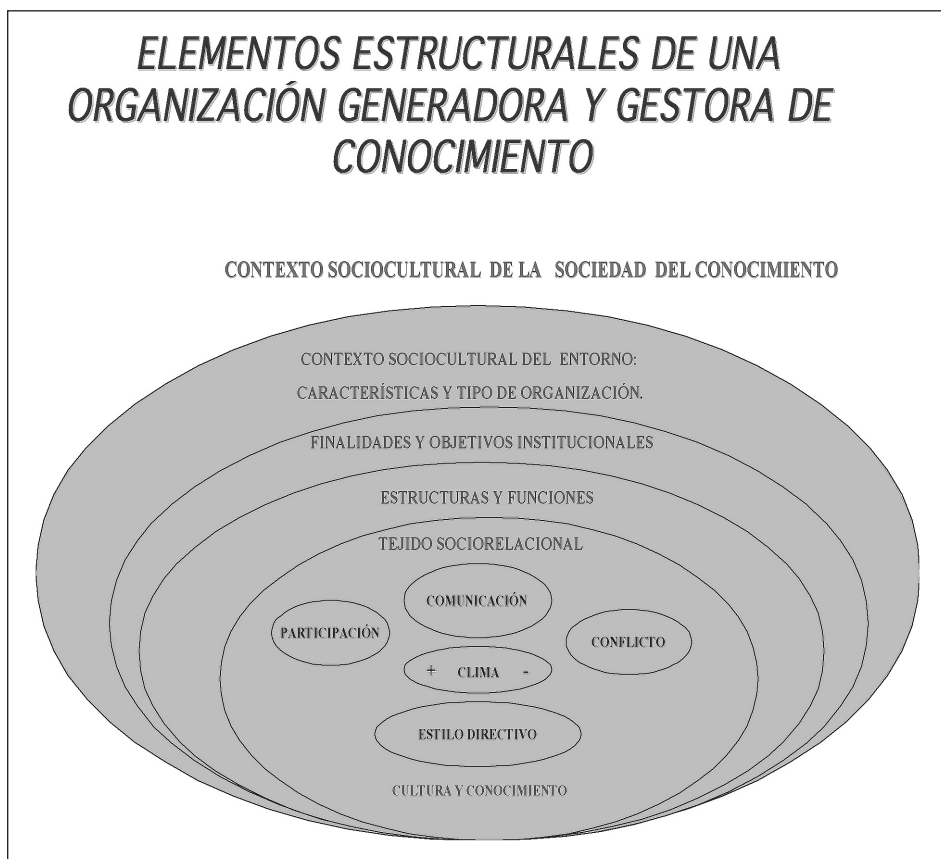 ELEMENTOS ESTRUCTURALES DE UNA
ORGANIZACIÓN GENERADORA Y GESTORA DE
CONOCIMIENTO
CONTEXTO SOCIOCULTURAL DE LA SOCIEDAD DEL CONOCIMIENTO
CONTEXTO SOCIOCULTURAL DEL ENTORNO:
CARACTERÍSTICAS Y TIPO DE ORGANIZACIÓN.
FINALIDADES Y OBJETIVOS INSTITUCIONALES
ESTRUCTURAS Y FUNCIONES
TEJIDO SOCIORELACIONAL
COMUNICACIÓN
PARTICIPACIÓN
CONFLICTO
+ CLIMA -
ESTILO DIRECTIVO
CULTURA Y CONOCIMIENTO